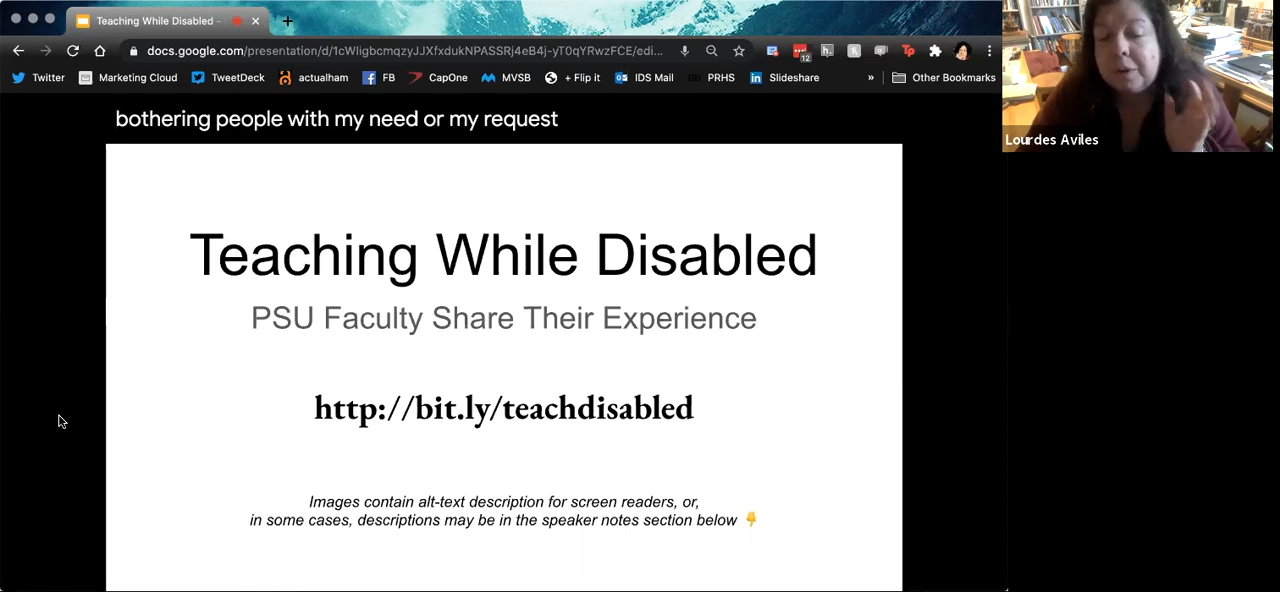 Teaching While Disabled -
docs.google.com/presentation/d/1cWligbcmqzyJJXfxdukNPASSRj4eB4j-yT0qYRwzFCE/edi...
12
Twitter Marketing Cloud TweetDeck actualham FB CapOne MVSB + Flip it IDS Mail Bb PRHS Slideshare » Other Bookmarks
Lourdes Aviles
bothering people with my need or my request
Teaching While Disabled
PSU Faculty Share Their Experience
http://bit.ly/teachdisabled
Images contain alt-text description for screen readers, or,
in some cases, descriptions may be in the speaker notes section below 👇